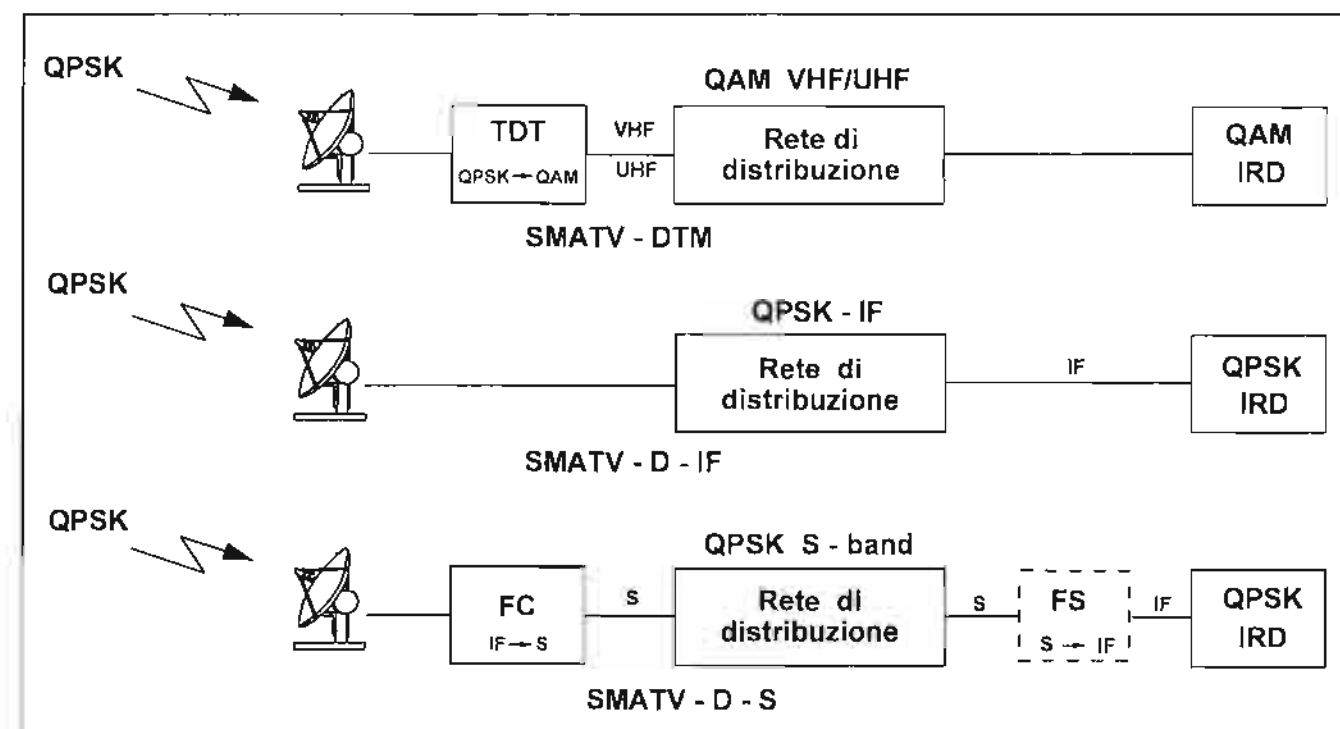 QPSK
QAM VHF/UHF
TDT
QPSK→QAM
VHF
UHF
Rete di
distribuzione
QAM
IRD
SMATV - DTM
QPSK
QPSK - IF
Rete di
distribuzione
IF
QPSK
IRD
SMATV - D - IF
QPSK
QPSK S - band
FC
IF→S
S
Rete di
distribuzione
S
FS
S→IF
IF
QPSK
IRD
SMATV - D - S